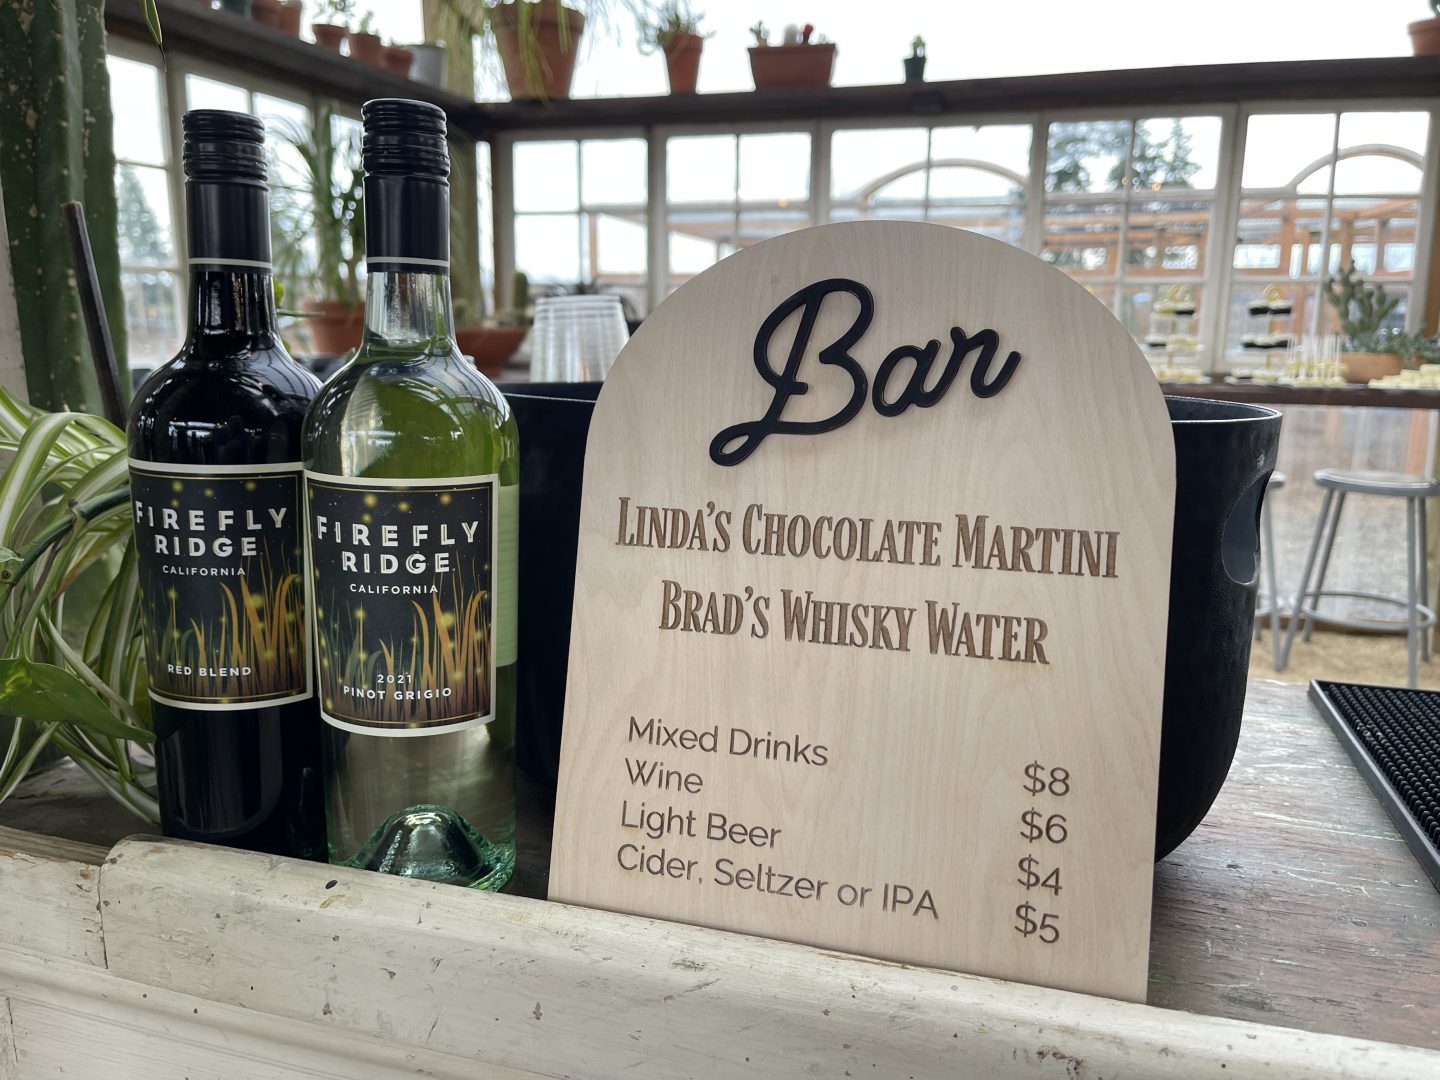 FIREFLY
RIDGE
CALIFORNIA
RED BLEND
FIREFLY
RIDGE
CALIFORNIA
2021
PINOT GRIGIO
Bar
LINDA'S CHOCOLATE MARTINI
BRAD'S WHISKY WATER
Mixed Drinks $8
Wine $6
Light Beer $4
Cider, Seltzer or IPA $5